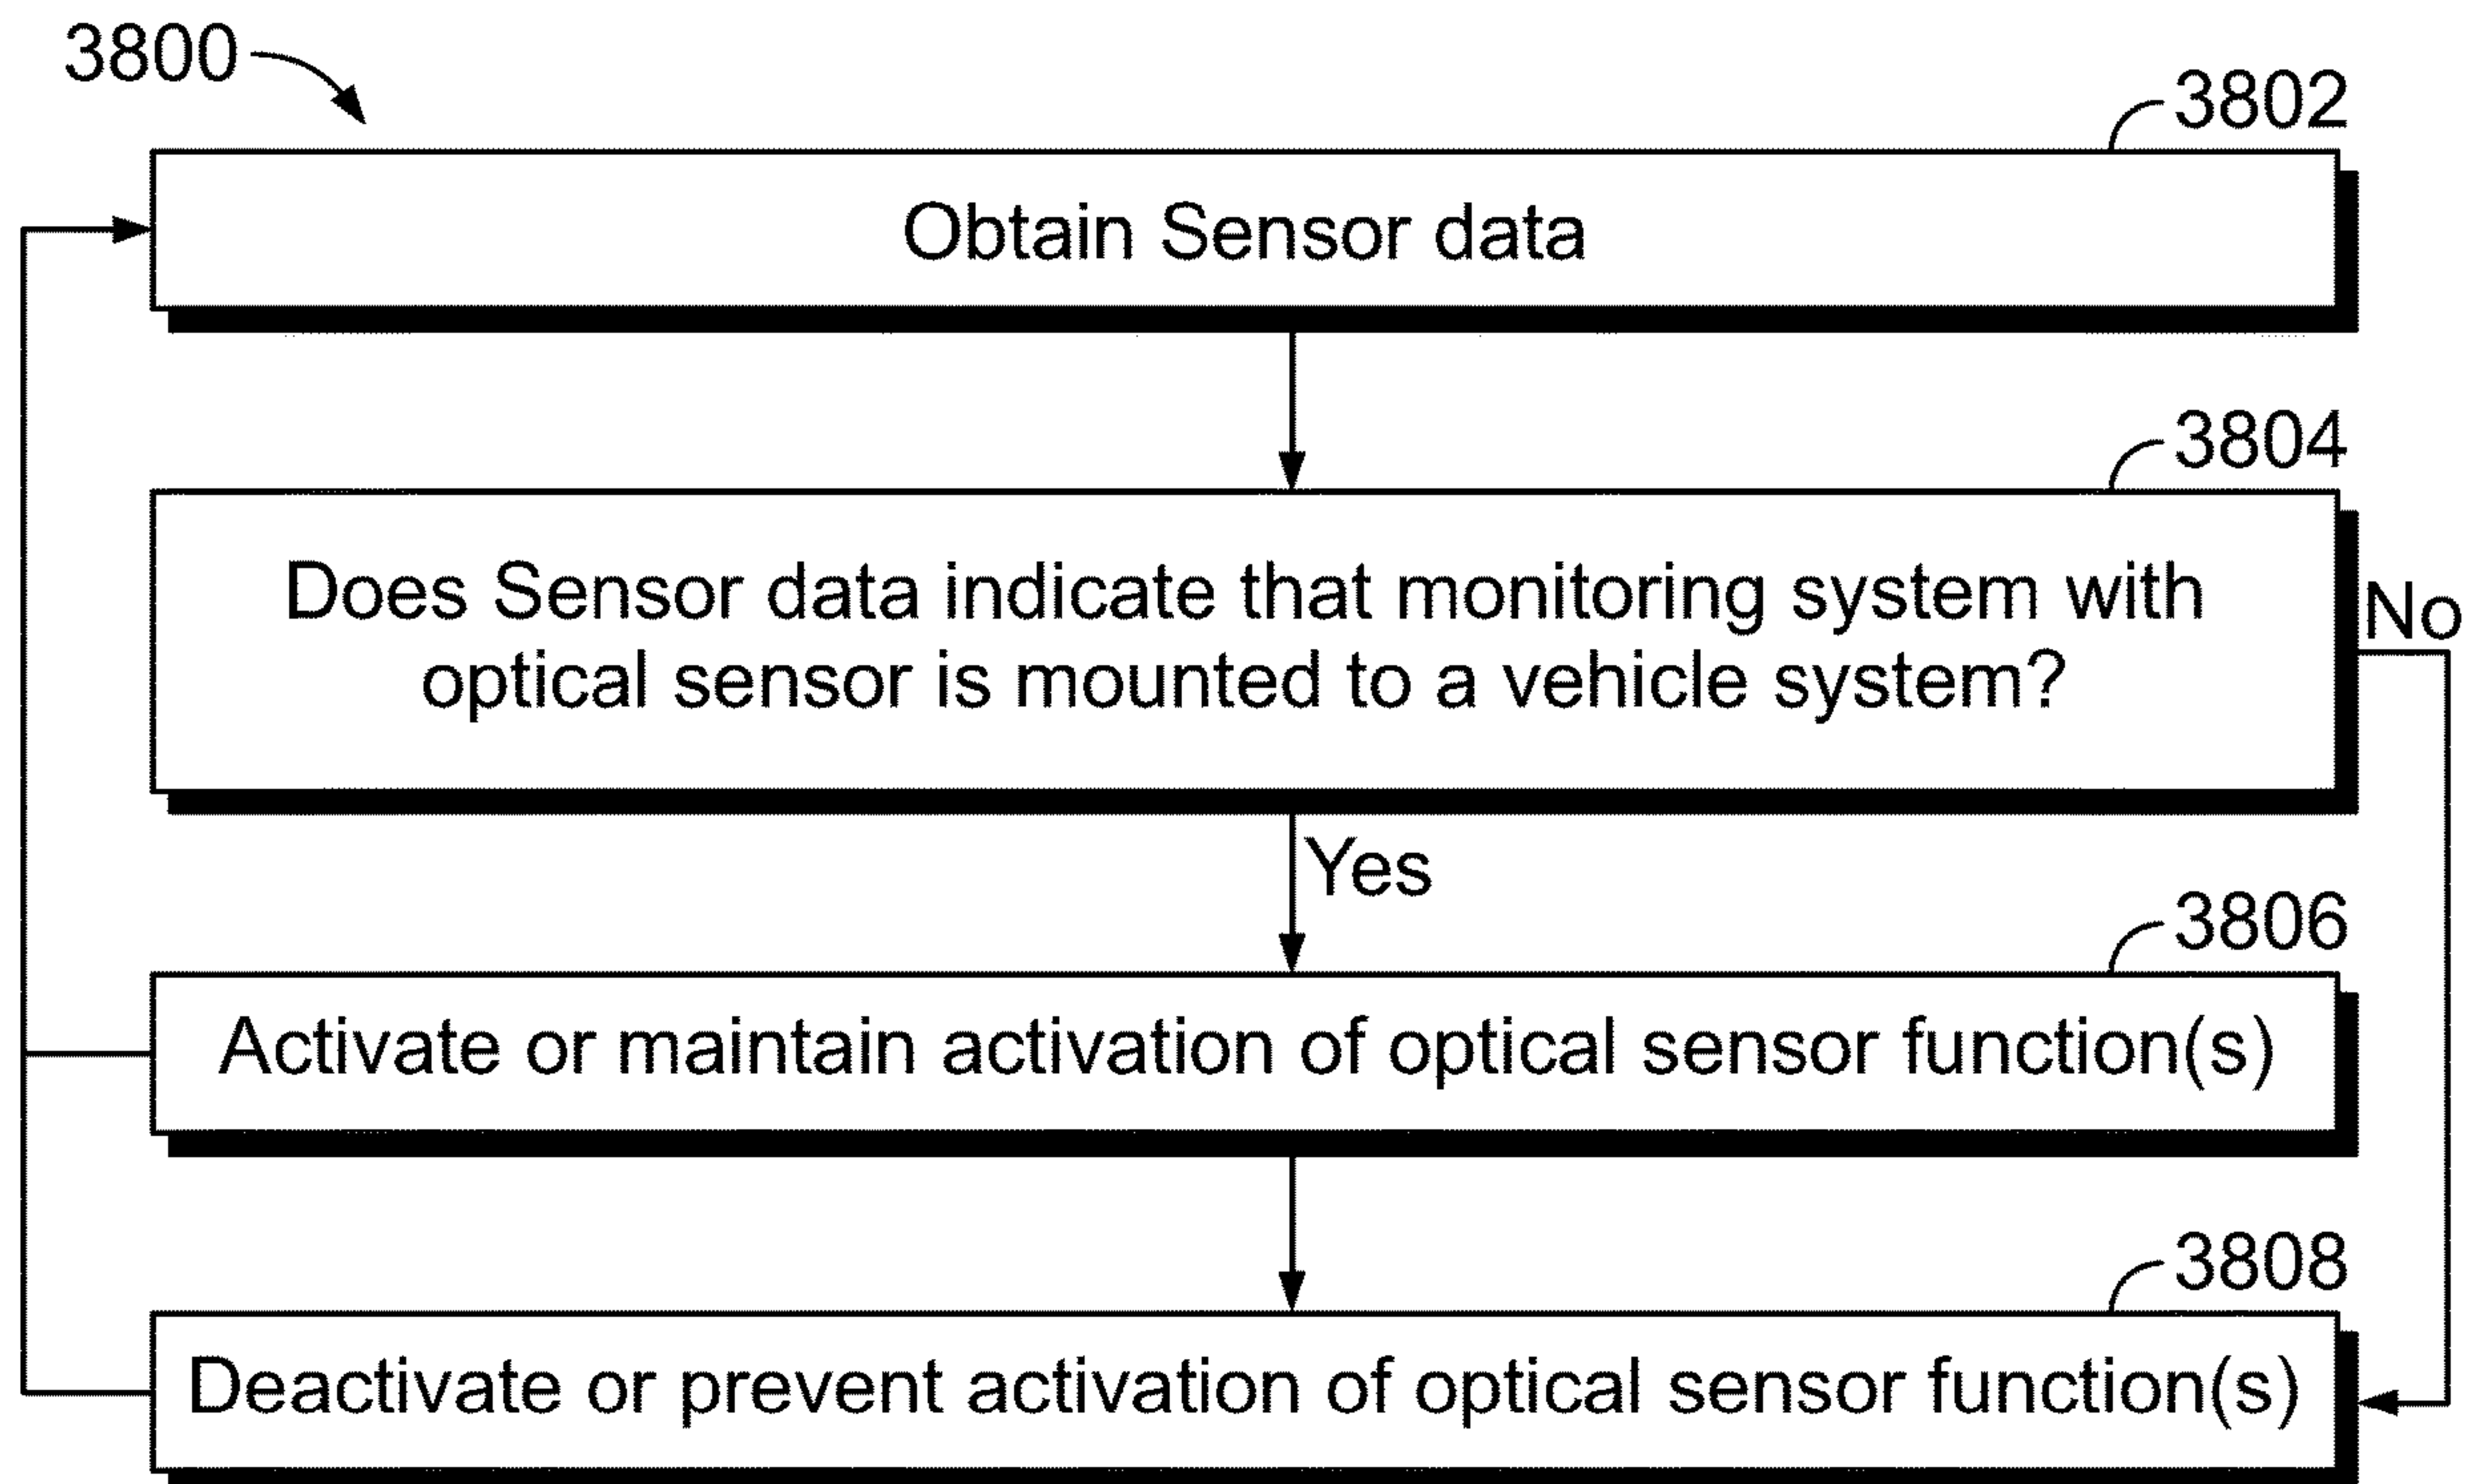 3800
3802
Obtain Sensor data
3804
Does Sensor data indicate that monitoring system with
optical sensor is mounted to a vehicle system?
No
Yes
3806
Activate or maintain activation of optical sensor function(s)
3808
Deactivate or prevent activation of optical sensor function(s)